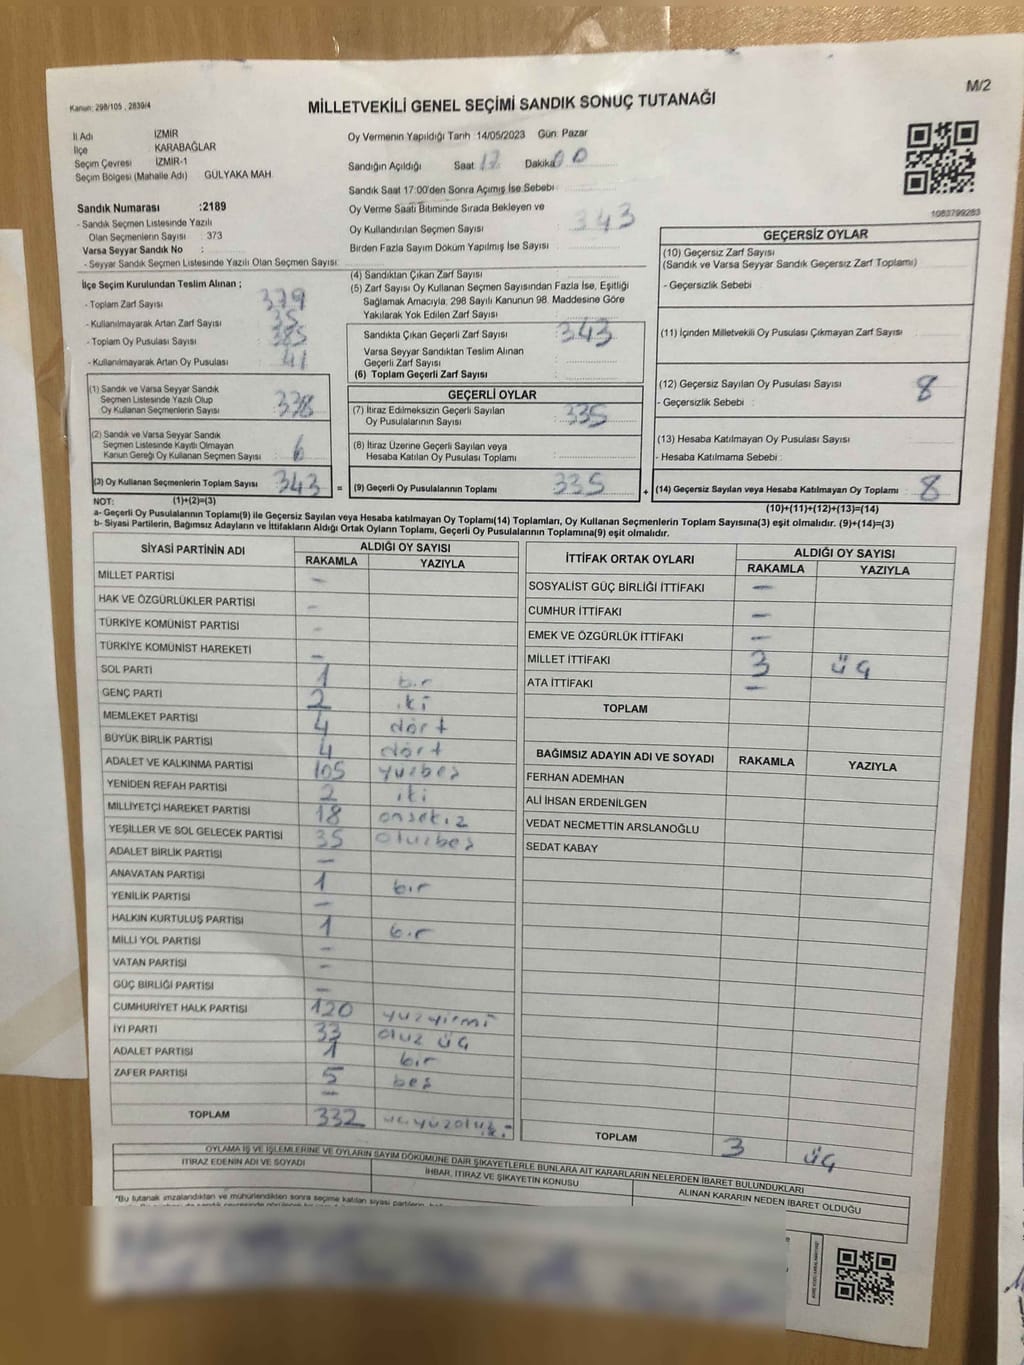 M/2
Kanun: 298/105 , 2839/4
MİLLETVEKİLİ GENEL SEÇİMİ SANDIK SONUÇ TUTANAĞI
İl Adı İZMİR
İlçe KARABAĞLAR
Seçim Çevresi İZMİR-1
Seçim Bölgesi (Mahalle Adı) GÜLYAKA MAH.
Oy Vermenin Yapıldığı Tarih :14/05/2023 Gün: Pazar
Sandığın Açıldığı Saat 17 Dakika 00
Sandık Saat 17:00'den Sonra Açımış İse Sebebi :
Oy Verme Saati Bitiminde Sırada Bekleyen ve
Oy Kullandırılan Seçmen Sayısı 343
Birden Fazla Sayım Döküm Yapılmış İse Sayısı :
1083799283
Sandık Numarası :2189
- Sandık Seçmen Listesinde Yazılı
Olan Seçmenlerin Sayısı : 373
Varsa Seyyar Sandık No :
- Seyyar Sandık Seçmen Listesinde Yazılı Olan Seçmen Sayısı:
İlçe Seçim Kurulundan Teslim Alınan ;
- Toplam Zarf Sayısı : 379
- Kullanılmayarak Artan Zarf Sayısı : 35
- Toplam Oy Pusulası Sayısı : 385
- Kullanılmayarak Artan Oy Pusulası : 41
(1) Sandık ve Varsa Seyyar Sandık
Seçmen Listesinde Yazılı Olup
Oy Kullanan Seçmenlerin Sayısı : 338
(2) Sandık ve Varsa Seyyar Sandık
Seçmen Listesinde Kayıtlı Olmayan
Kanun Gereği Oy Kullanan Seçmen Sayısı : 6
(3) Oy Kullanan Seçmenlerin Toplam Sayısı : 343
NOT: (1)+(2)=(3)
(4) Sandıktan Çıkan Zarf Sayısı
(5) Zarf Sayısı Oy Kullanan Seçmen Sayısından Fazla İse, Eşitliği
Sağlamak Amacıyla, 298 Sayılı Kanunun 98. Maddesine Göre
Yakılarak Yok Edilen Zarf Sayısı :
Sandıkta Çıkan Geçerli Zarf Sayısı : 343
Varsa Seyyar Sandıktan Teslim Alınan
Geçerli Zarf Sayısı :
(6) Toplam Geçerli Zarf Sayısı :
GEÇERLİ OYLAR
(7) İtiraz Edilmeksizin Geçerli Sayılan
Oy Pusulalarının Sayısı : 335
(8) İtiraz Üzerine Geçerli Sayılan veya
Hesaba Katılan Oy Pusulası Toplamı :
= (9) Geçerli Oy Pusulalarının Toplamı 335
GEÇERSİZ OYLAR
(10) Geçersiz Zarf Sayısı
(Sandık ve Varsa Seyyar Sandık Geçersiz Zarf Toplamı)
- Geçersizlik Sebebi
(11) İçinden Milletvekili Oy Pusulası Çıkmayan Zarf Sayısı
(12) Geçersiz Sayılan Oy Pusulası Sayısı : 8
- Geçersizlik Sebebi :
(13) Hesaba Katılmayan Oy Pusulası Sayısı
- Hesaba Katılmama Sebebi :
+ (14) Geçersiz Sayılan veya Hesaba Katılmayan Oy Toplamı : 8
(10)+(11)+(12)+(13)=(14)
a- Geçerli Oy Pusulalarının Toplamı(9) ile Geçersiz Sayılan veya Hesaba katılmayan Oy Toplamı(14) Toplamları, Oy Kullanan Seçmenlerin Toplam Sayısına(3) eşit olmalıdır. (9)+(14)=(3)
b- Siyasi Partilerin, Bağımsız Adayların ve İttifakların Aldığı Ortak Oyların Toplamı, Geçerli Oy Pusulalarının Toplamına(9) eşit olmalıdır.
SİYASİ PARTİNİN ADI ALDIĞI OY SAYISI
RAKAMLA YAZIYLA
MİLLET PARTİSİ -
HAK VE ÖZGÜRLÜKLER PARTİSİ -
TÜRKİYE KOMÜNİST PARTİSİ -
TÜRKİYE KOMÜNİST HAREKETİ -
SOL PARTİ 1 bir
GENÇ PARTİ 2 iki
MEMLEKET PARTİSİ 4 dört
BÜYÜK BİRLİK PARTİSİ 4 dört
ADALET VE KALKINMA PARTİSİ 105 yüzbeş
YENİDEN REFAH PARTİSİ 2 iki
MİLLİYETÇİ HAREKET PARTİSİ 18 onsekiz
YEŞİLLER VE SOL GELECEK PARTİSİ 35 otuzbeş
ADALET BİRLİK PARTİSİ -
ANAVATAN PARTİSİ 1 bir
YENİLİK PARTİSİ -
HALKIN KURTULUŞ PARTİSİ 1 bir
MİLLİ YOL PARTİSİ -
VATAN PARTİSİ -
GÜÇ BİRLİĞİ PARTİSİ -
CUMHURİYET HALK PARTİSİ 120 yüzyirmi
İYİ PARTİ 33 otuz üç
ADALET PARTİSİ 1 bir
ZAFER PARTİSİ 5 beş
-
TOPLAM 332
İTTİFAK ORTAK OYLARI ALDIĞI OY SAYISI
RAKAMLA YAZIYLA
SOSYALİST GÜÇ BİRLİĞİ İTTİFAKI -
CUMHUR İTTİFAKI -
EMEK VE ÖZGÜRLÜK İTTİFAKI -
MİLLET İTTİFAKI 3 üç
ATA İTTİFAKI -
TOPLAM
BAĞIMSIZ ADAYIN ADI VE SOYADI RAKAMLA YAZIYLA
FERHAN ADEMHAN
ALİ İHSAN ERDENİLGEN
VEDAT NECMETTİN ARSLANOĞLU
SEDAT KABAY
TOPLAM 3 üç
OYLAMA İŞ VE İŞLEMLERİNE VE OYLARIN SAYIM DÖKÜMÜNE DAİR ŞİKAYETLERLE BUNLARA AİT KARARLARIN NELERDEN İBARET BULUNDUKLARI
İTİRAZ EDENİN ADI VE SOYADI İHBAR, İTİRAZ VE ŞİKAYETİN KONUSU ALINAN KARARIN NEDEN İBARET OLDUĞU
*Bu tutanak imzalandıktan ve mühürlendikten sonra seçime katılan siyasi partilerin,